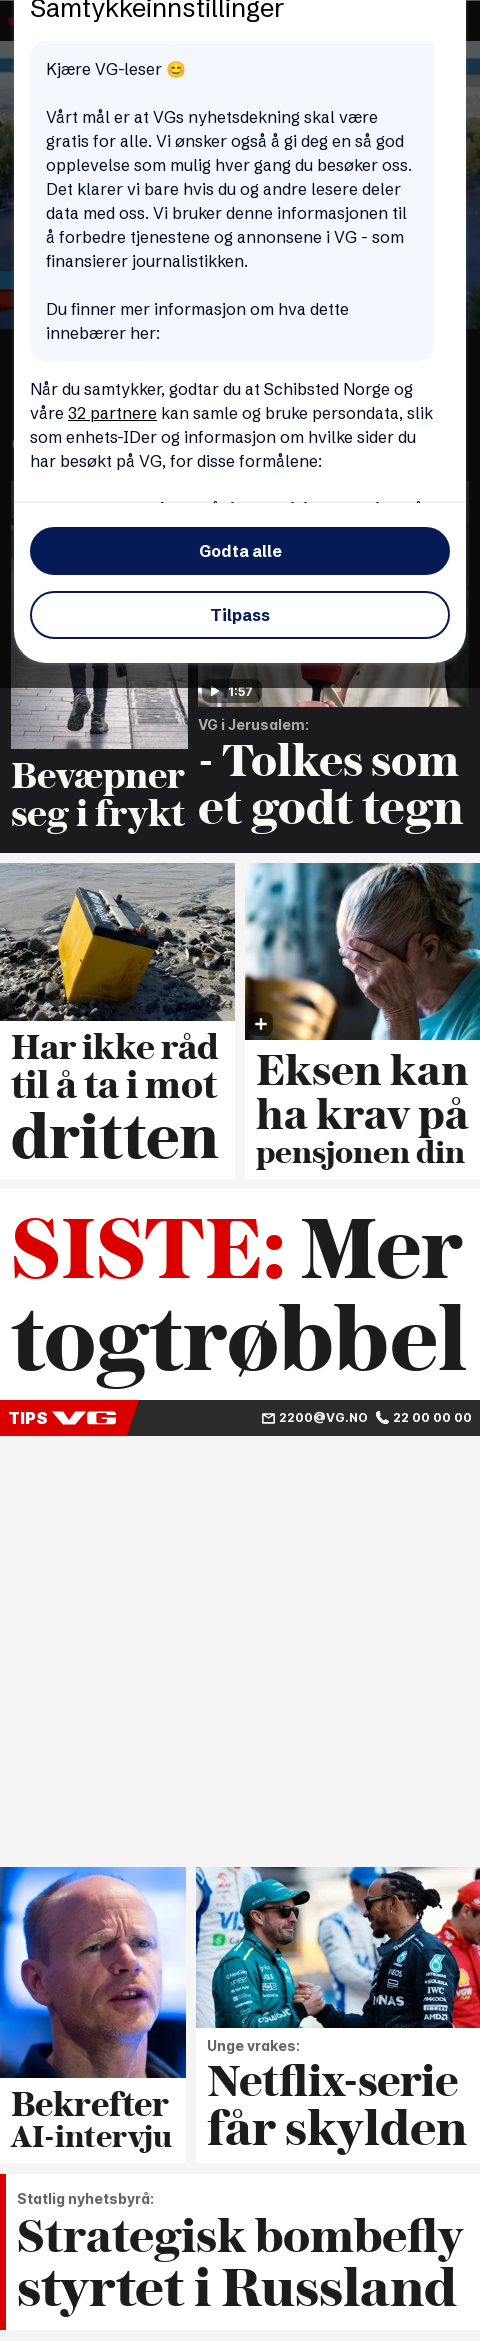 Samtykkeinnstillinger
Kjære VG-leser 😊
Vårt mål er at VGs nyhetsdekning skal være
gratis for alle. Vi ønsker også å gi deg en så god
opplevelse som mulig hver gang du besøker oss.
Det klarer vi bare hvis du og andre lesere deler
data med oss. Vi bruker denne informasjonen til
å forbedre tjenestene og annonsene i VG - som
finansierer journalistikken.
Du finner mer informasjon om hva dette
innebærer her:
Når du samtykker, godtar du at Schibsted Norge og
våre 32 partnere kan samle og bruke persondata, slik
som enhets-IDer og informasjon om hvilke sider du
har besøkt på VG, for disse formålene:
Godta alle
Tilpass
1:57
VG i Jerusalem:
- Tolkes som
et godt tegn
Bevæpner
seg i frykt
Har ikke råd
til å ta i mot
dritten
Eksen kan
ha krav på
pensjonen din
SISTE: Mer
togtrøbbel
TIPS VG 2200@VG.NO 22 00 00 00
Bekrefter
AI-intervju
Unge vrakes:
Netflix-serie
får skylden
Statlig nyhetsbyrå:
Strategisk bombefly
styrtet i Russland